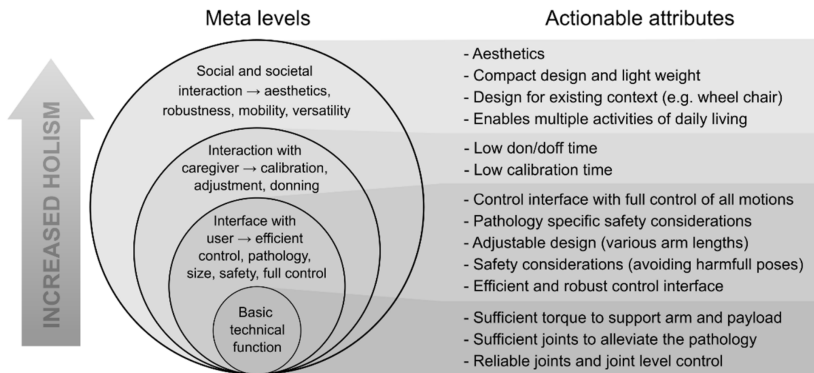 Meta levels
Actionable attributes
INCREASED HOLISM
Social and societal
interaction → aesthetics,
robustness, mobility, versatility
Interaction with
caregiver → calibration,
adjustment, donning
Interface with
user → efficient
control, pathology,
size, safety, full control
Basic
technical
function
- Aesthetics
- Compact design and light weight
- Design for existing context (e.g. wheel chair)
- Enables multiple activities of daily living
- Low don/doff time
- Low calibration time
- Control interface with full control of all motions
- Pathology specific safety considerations
- Adjustable design (various arm lengths)
- Safety considerations (avoiding harmfull poses)
- Efficient and robust control interface
- Sufficient torque to support arm and payload
- Sufficient joints to alleviate the pathology
- Reliable joints and joint level control